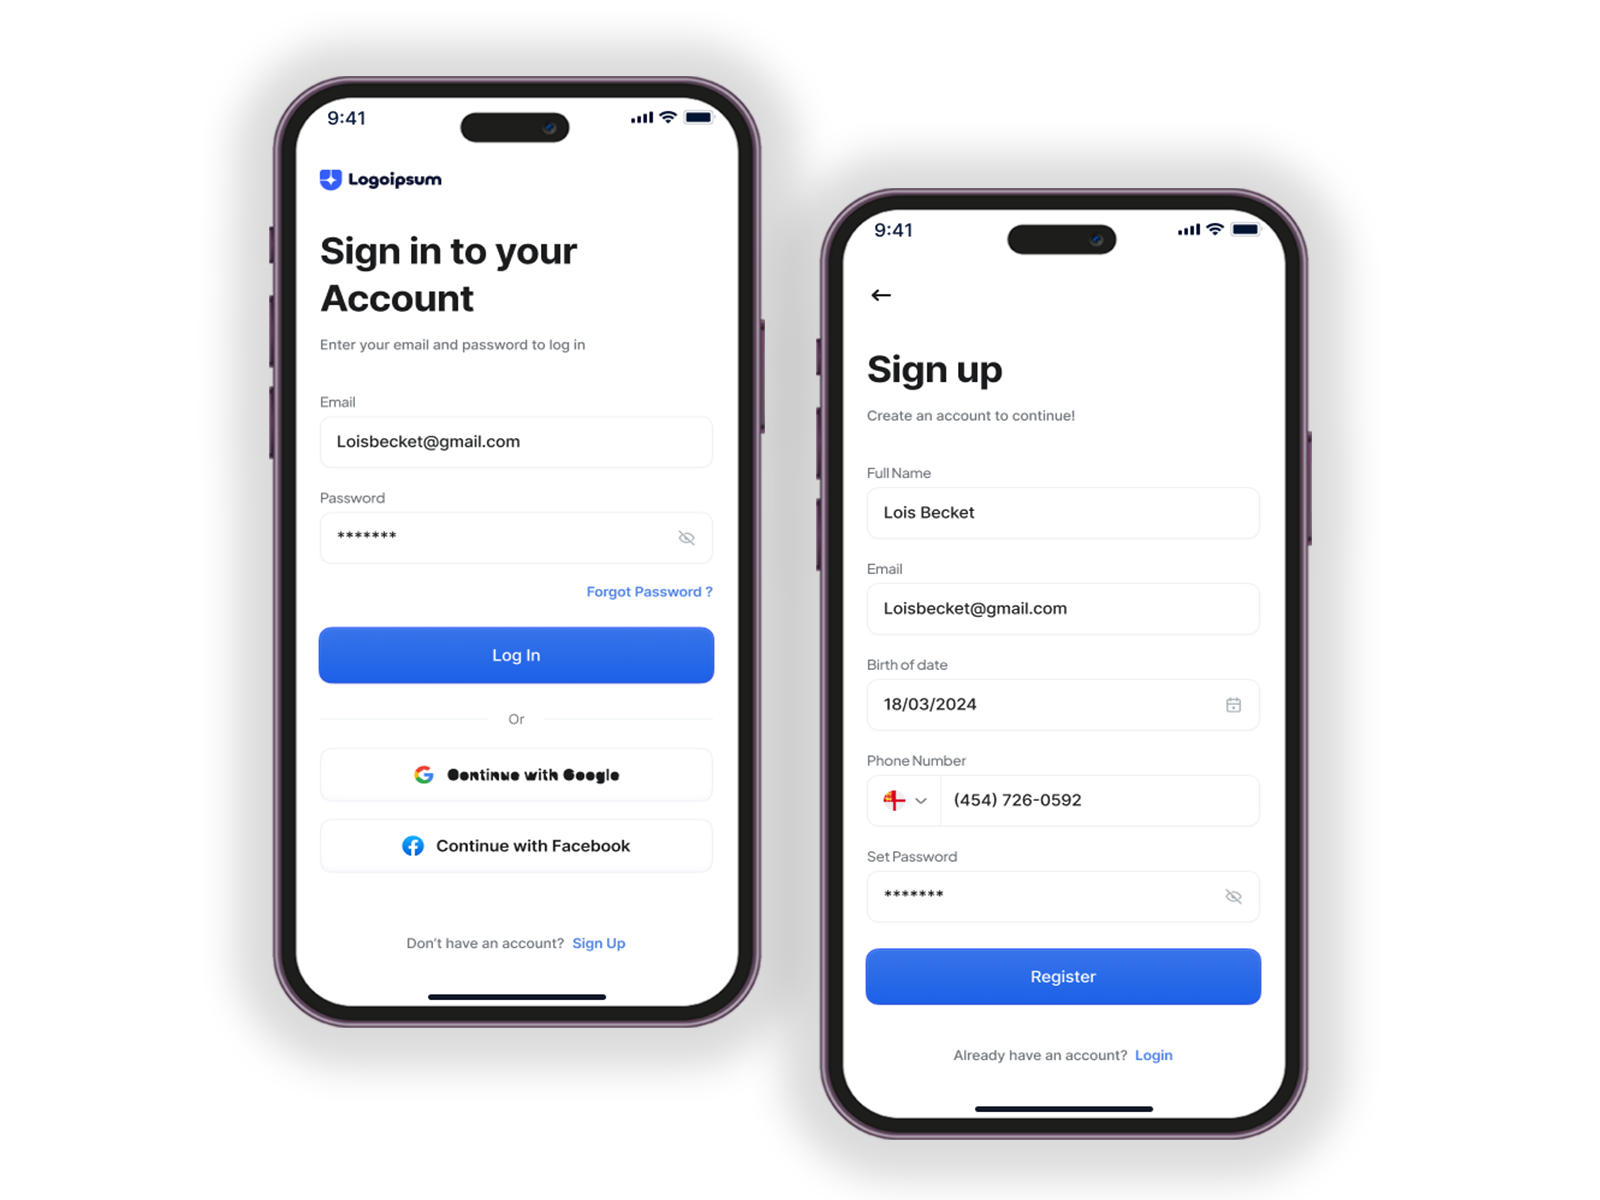 9:41
Logoipsum
Sign in to your
Account
Enter your email and password to log in
Email
Loisbecket@gmail.com
Password
*******
Forgot Password ?
Log In
Or
Continue with Google
Continue with Facebook
Don't have an account? Sign Up
9:41
Sign up
Create an account to continue!
Full Name
Lois Becket
Email
Loisbecket@gmail.com
Birth of date
18/03/2024
Phone Number
(454) 726-0592
Set Password
*******
Register
Already have an account? Login